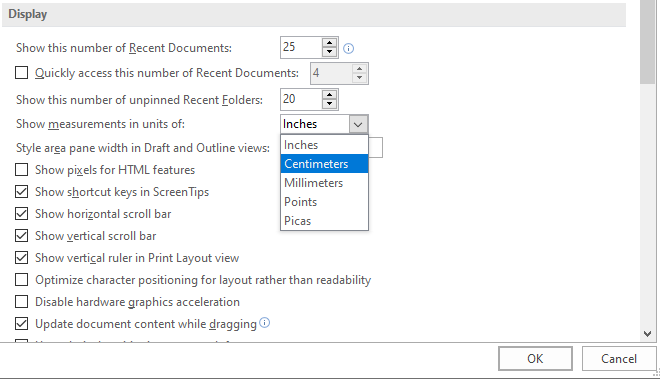 Display
Show this number of Recent Documents: 25
Quickly access this number of Recent Documents: 4
Show this number of unpinned Recent Folders: 20
Show measurements in units of: Inches
Inches
Style area pane width in Draft and Outline views:
Centimeters
Show pixels for HTML features
Millimeters
Show shortcut keys in ScreenTips
Points
Show horizontal scroll bar
Picas
Show vertical scroll bar
Show vertical ruler in Print Layout view
Optimize character positioning for layout rather than readability
Disable hardware graphics acceleration
Update document content while dragging
OK Cancel